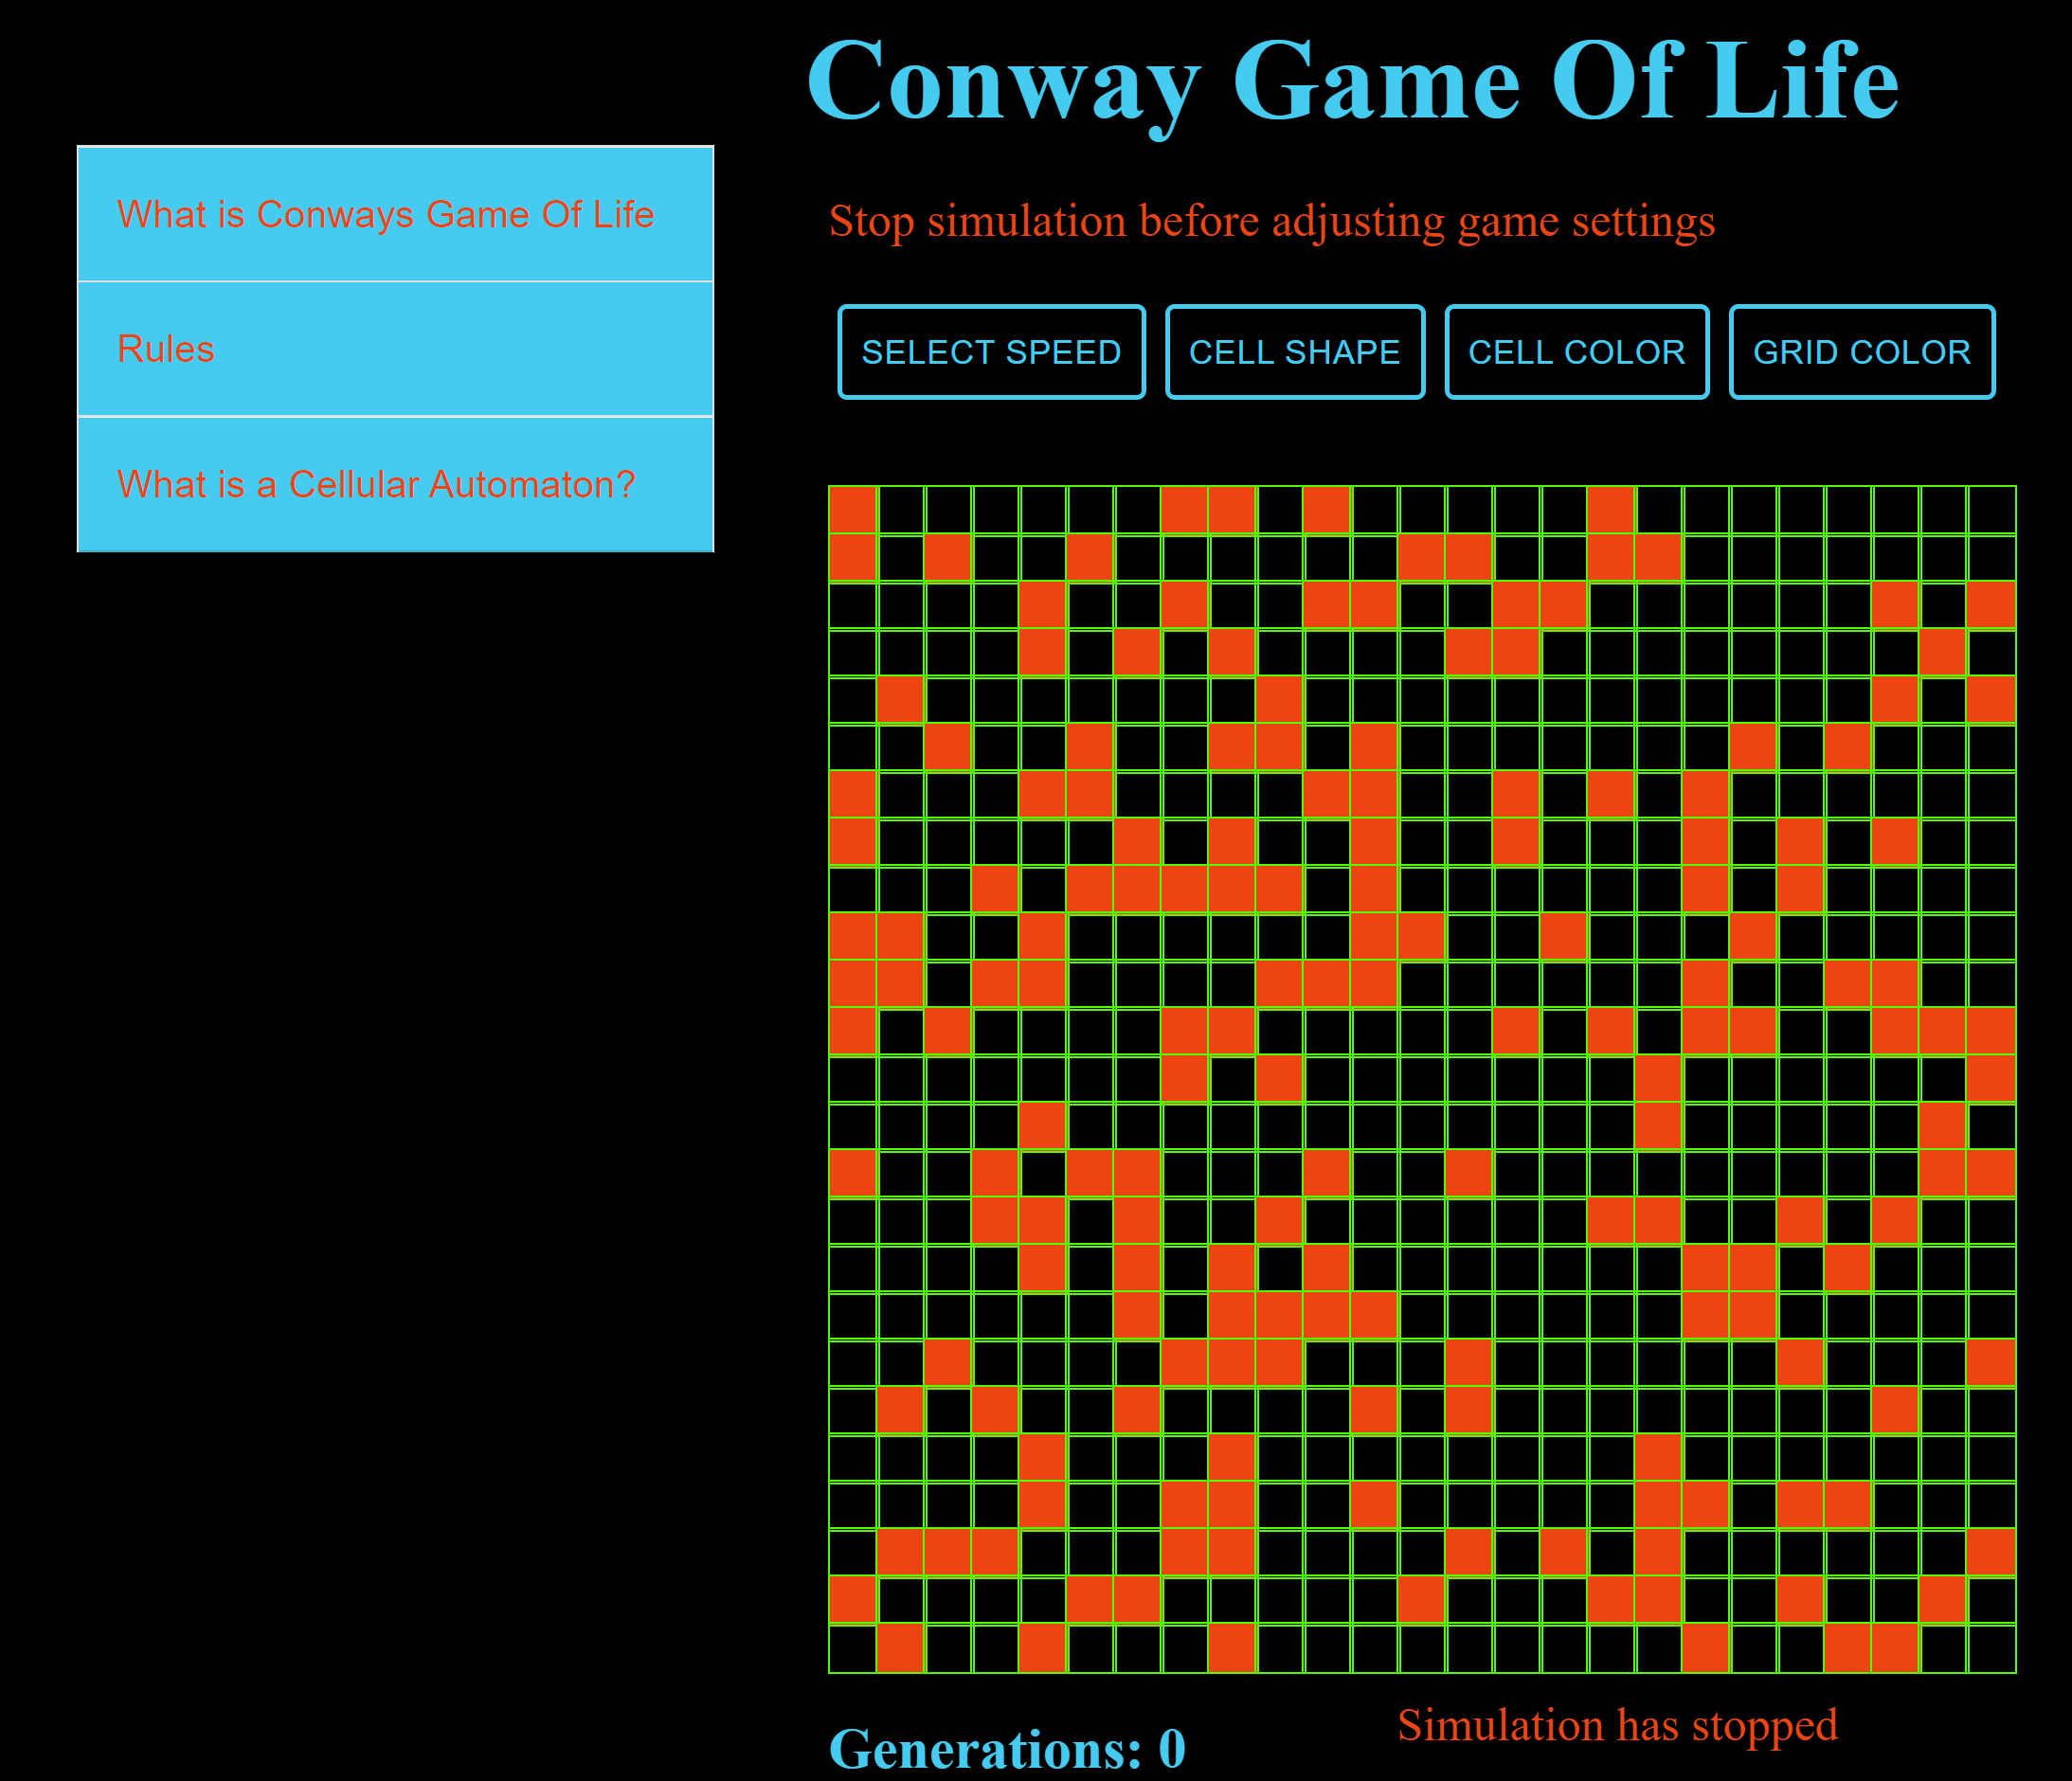 Conway Game Of Life
What is Conways Game Of Life
Rules
What is a Cellular Automaton?
Stop simulation before adjusting game settings
SELECT SPEED CELL SHAPE CELL COLOR GRID COLOR
Generations: 0
Simulation has stopped